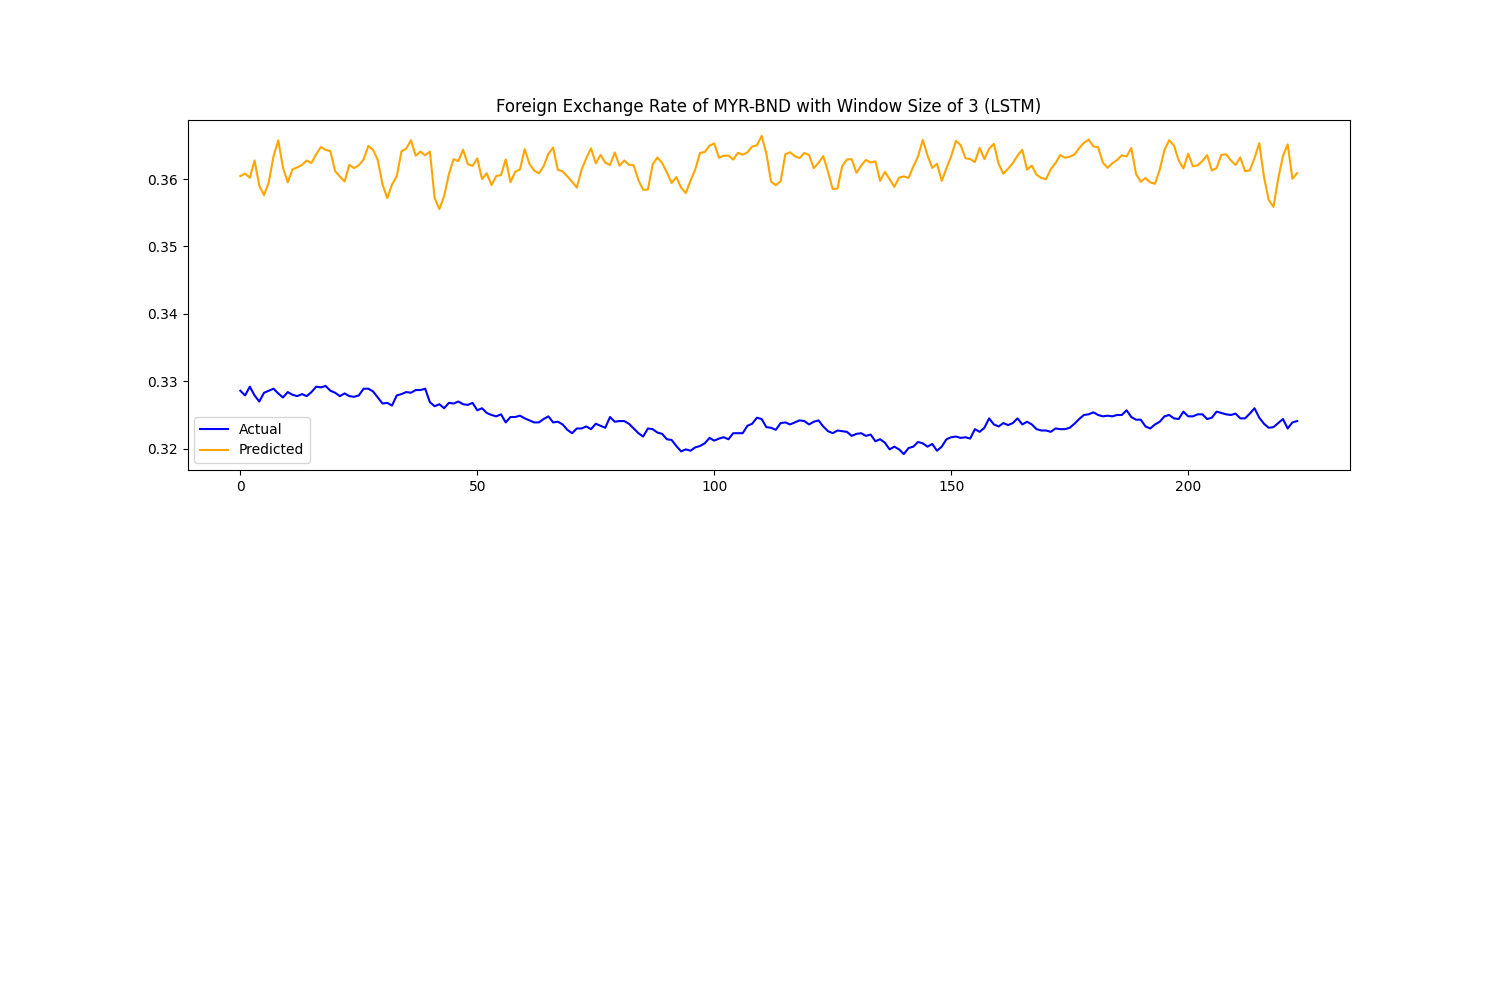 Foreign Exchange Rate of MYR-BND with Window Size of 3 (LSTM)
0.36
0.35
0.34
0.33
0.32
Actual
Predicted
0 50 100 150 200